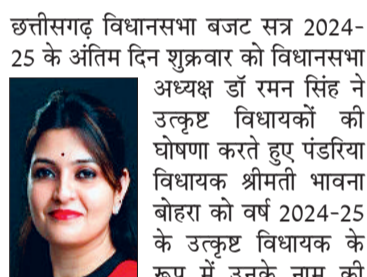 छत्तीसगढ़ विधानसभा बजट सत्र 2024-
25 के अंतिम दिन शुक्रवार को विधानसभा
अध्यक्ष डॉ रमन सिंह ने
उत्कृष्ट विधायकों की
घोषणा करते हुए पंडरिया
विधायक श्रीमती भावना
बोहरा को वर्ष 2024-25
के उत्कृष्ट विधायक के
रूप में उनके नाम की